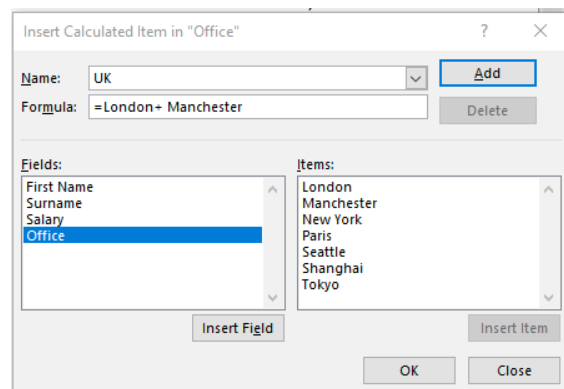 Insert Calculated Item in "Office"
?
Name: UK
Add
Formula: =London+ Manchester
Delete
Fields:
First Name
Surname
Salary
Office
Insert Field
Items:
London
Manchester
New York
Paris
Seattle
Shanghai
Tokyo
Insert Item
OK
Close